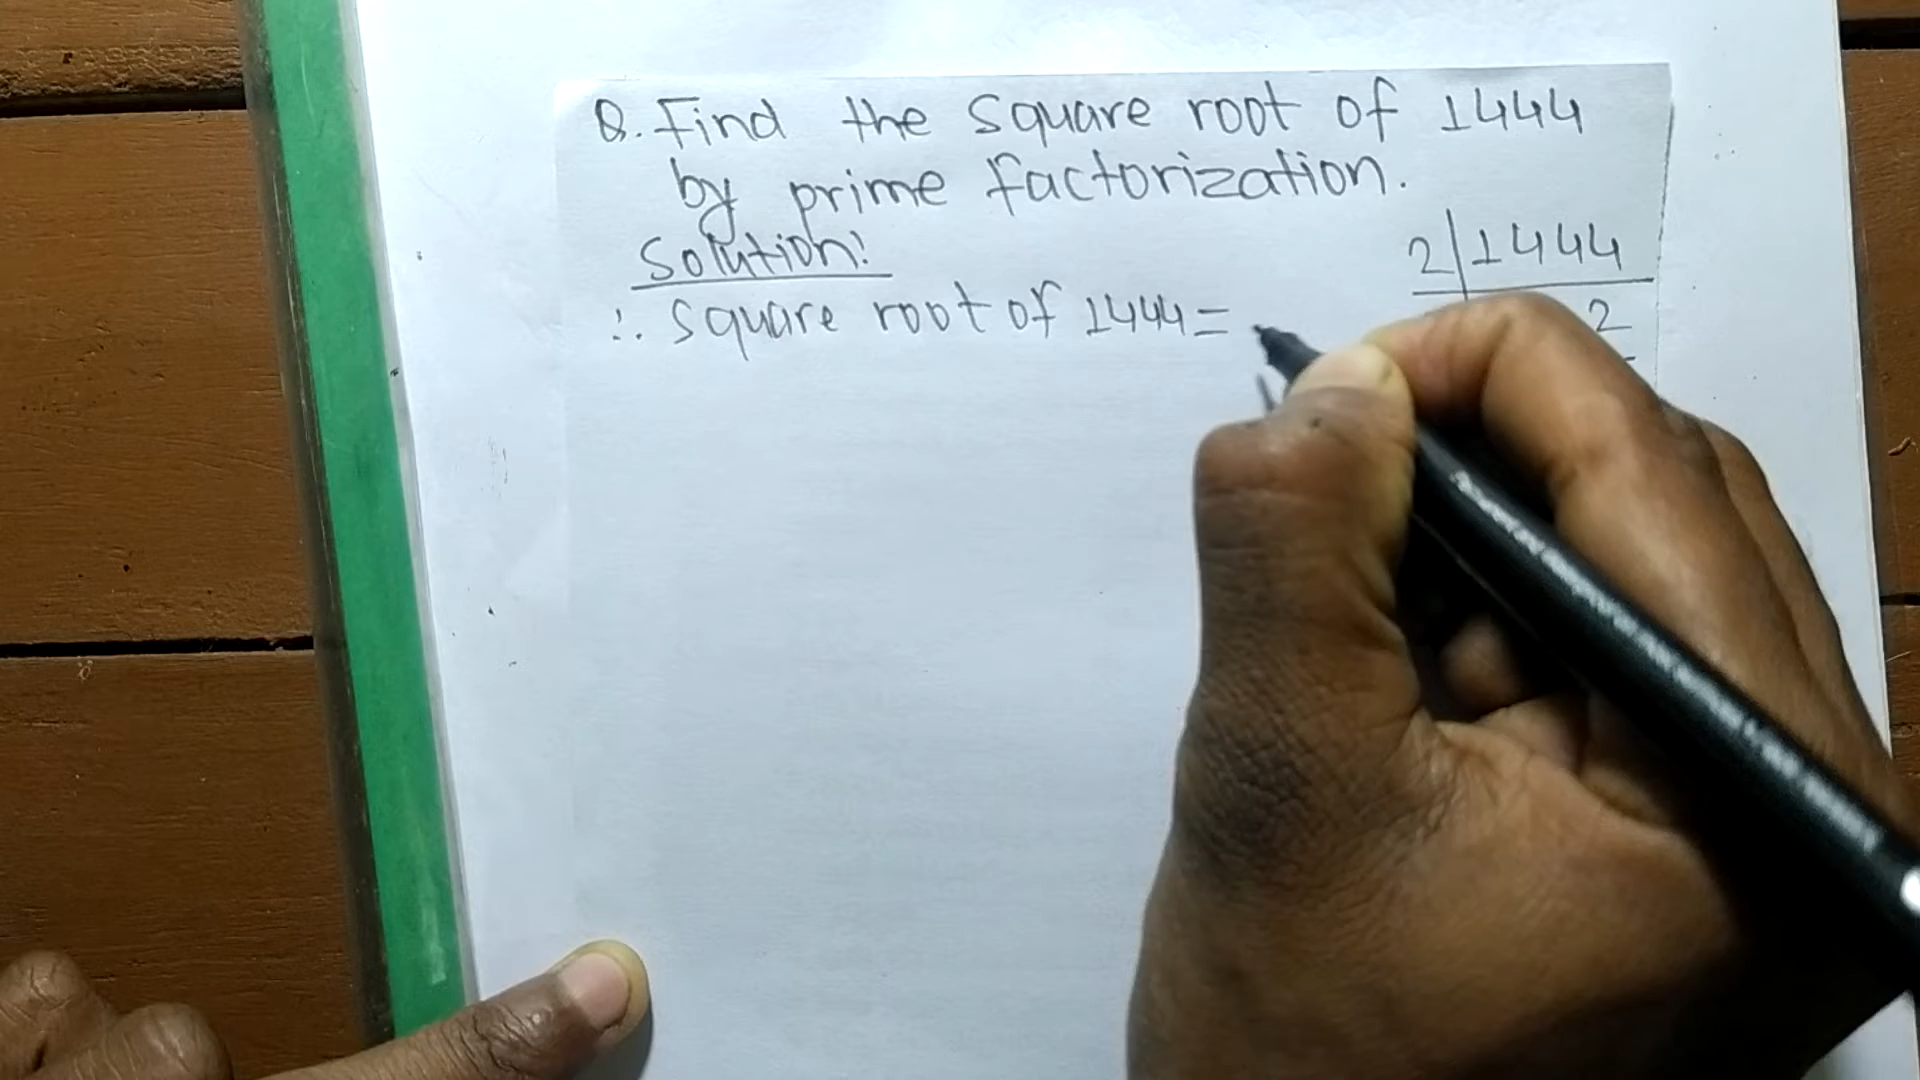 Q. Find the square root of 1444
by prime factorization.
Solution:
2|1444
2
∴ square root of 1444=